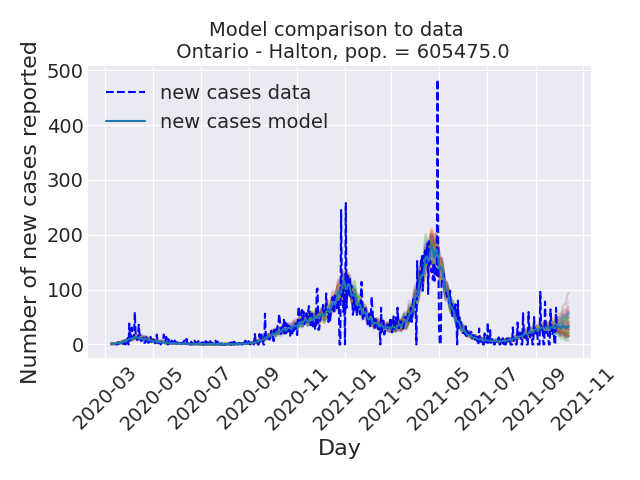 Model comparison to data
Ontario - Halton, pop. = 605475.0
Number of new cases reported
500
400
300
200
100
0
new cases data
new cases model
2020-03
2020-05
2020-07
2020-09
2020-11
2021-01
2021-03
2021-05
2021-07
2021-09
2021-11
Day